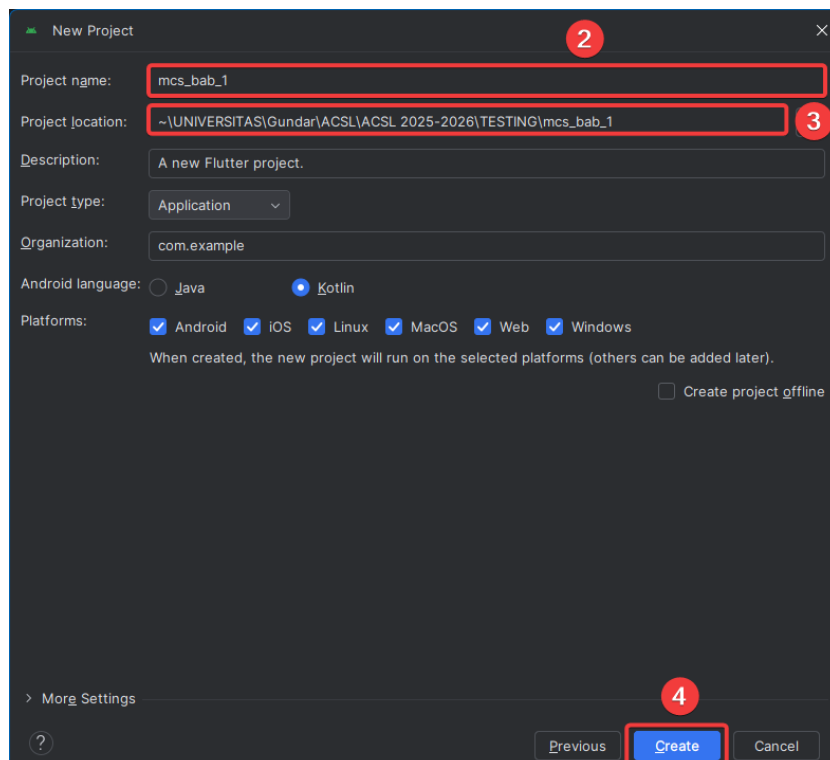 New Project
2
Project name: mcs_bab_1
Project location: ~\UNIVERSITAS\Gundar\ACSL\ACSL 2025-2026\TESTING\mcs_bab_1 3
Description: A new Flutter project.
Project type: Application
Organization: com.example
Android language: Java Kotlin
Platforms: Android iOS Linux MacOS Web Windows
When created, the new project will run on the selected platforms (others can be added later).
Create project offline
More Settings
4
? Previous Create Cancel